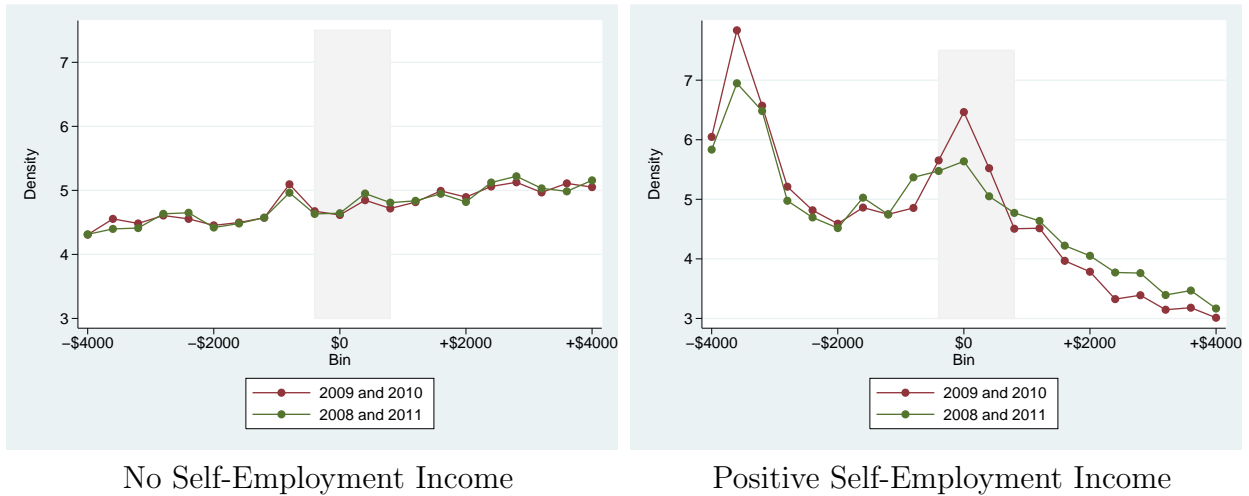 7
6
5
4
3
Density
−$4000
−$2000
$0
+$2000
+$4000
Bin
2009 and 2010
2008 and 2011
No Self-Employment Income
7
6
5
4
3
Density
−$4000
−$2000
$0
+$2000
+$4000
Bin
2009 and 2010
2008 and 2011
Positive Self-Employment Income